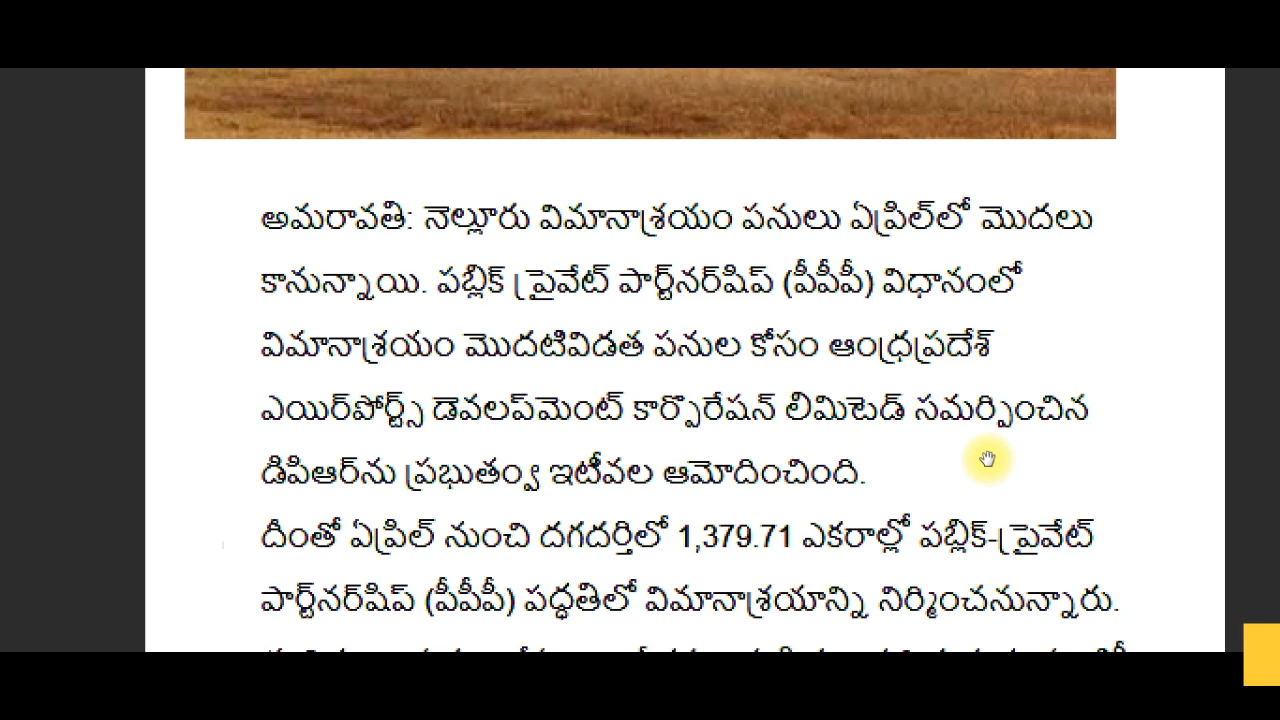 అమరావతి: నెల్లూరు విమానాశ్రయం పనులు ఏప్రిల్‌లో మొదలు
కానున్నాయి. పబ్లిక్ ప్రైవేట్ పార్ట్‌నర్‌షిప్ (పీపీపీ) విధానంలో
విమానాశ్రయం మొదటివిడత పనుల కోసం ఆంధ్రప్రదేశ్
ఎయిర్‌పోర్ట్స్ డెవలప్‌మెంట్ కార్పొరేషన్ లిమిటెడ్ సమర్పించిన
డిపిఆర్‌ను ప్రభుతంవ్వ ఇటీవల ఆమోదించింది.
దీంతో ఏప్రిల్ నుంచి దగదర్తిలో 1,379.71 ఎకరాల్లో పబ్లిక్-ప్రైవేట్
పార్ట్‌నర్‌షిప్ (పీపీపీ) పద్ధతిలో విమానాశ్రయాన్ని నిర్మించనున్నారు.